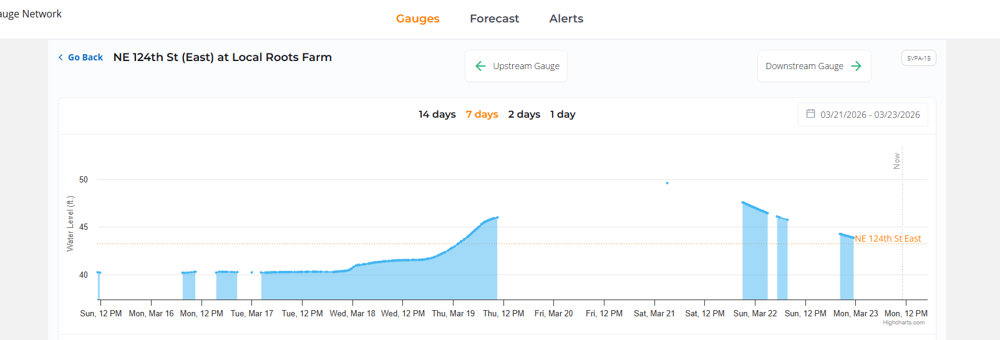 auge Network
Gauges Forecast Alerts
Go Back NE 124th St (East) at Local Roots Farm
Upstream Gauge
Downstream Gauge
SVPA-15
14 days 7 days 2 days 1 day
03/21/2026 - 03/23/2026
Now
Water Level (ft.)
50
45
40
NE 124th St East
Sun, 12 PM Mon, Mar 16 Mon, 12 PM Tue, Mar 17 Tue, 12 PM Wed, Mar 18 Wed, 12 PM Thu, Mar 19 Thu, 12 PM Fri, Mar 20 Fri, 12 PM Sat, Mar 21 Sat, 12 PM Sun, Mar 22 Sun, 12 PM Mon, Mar 23 Mon, 12 PM
Highcharts.com